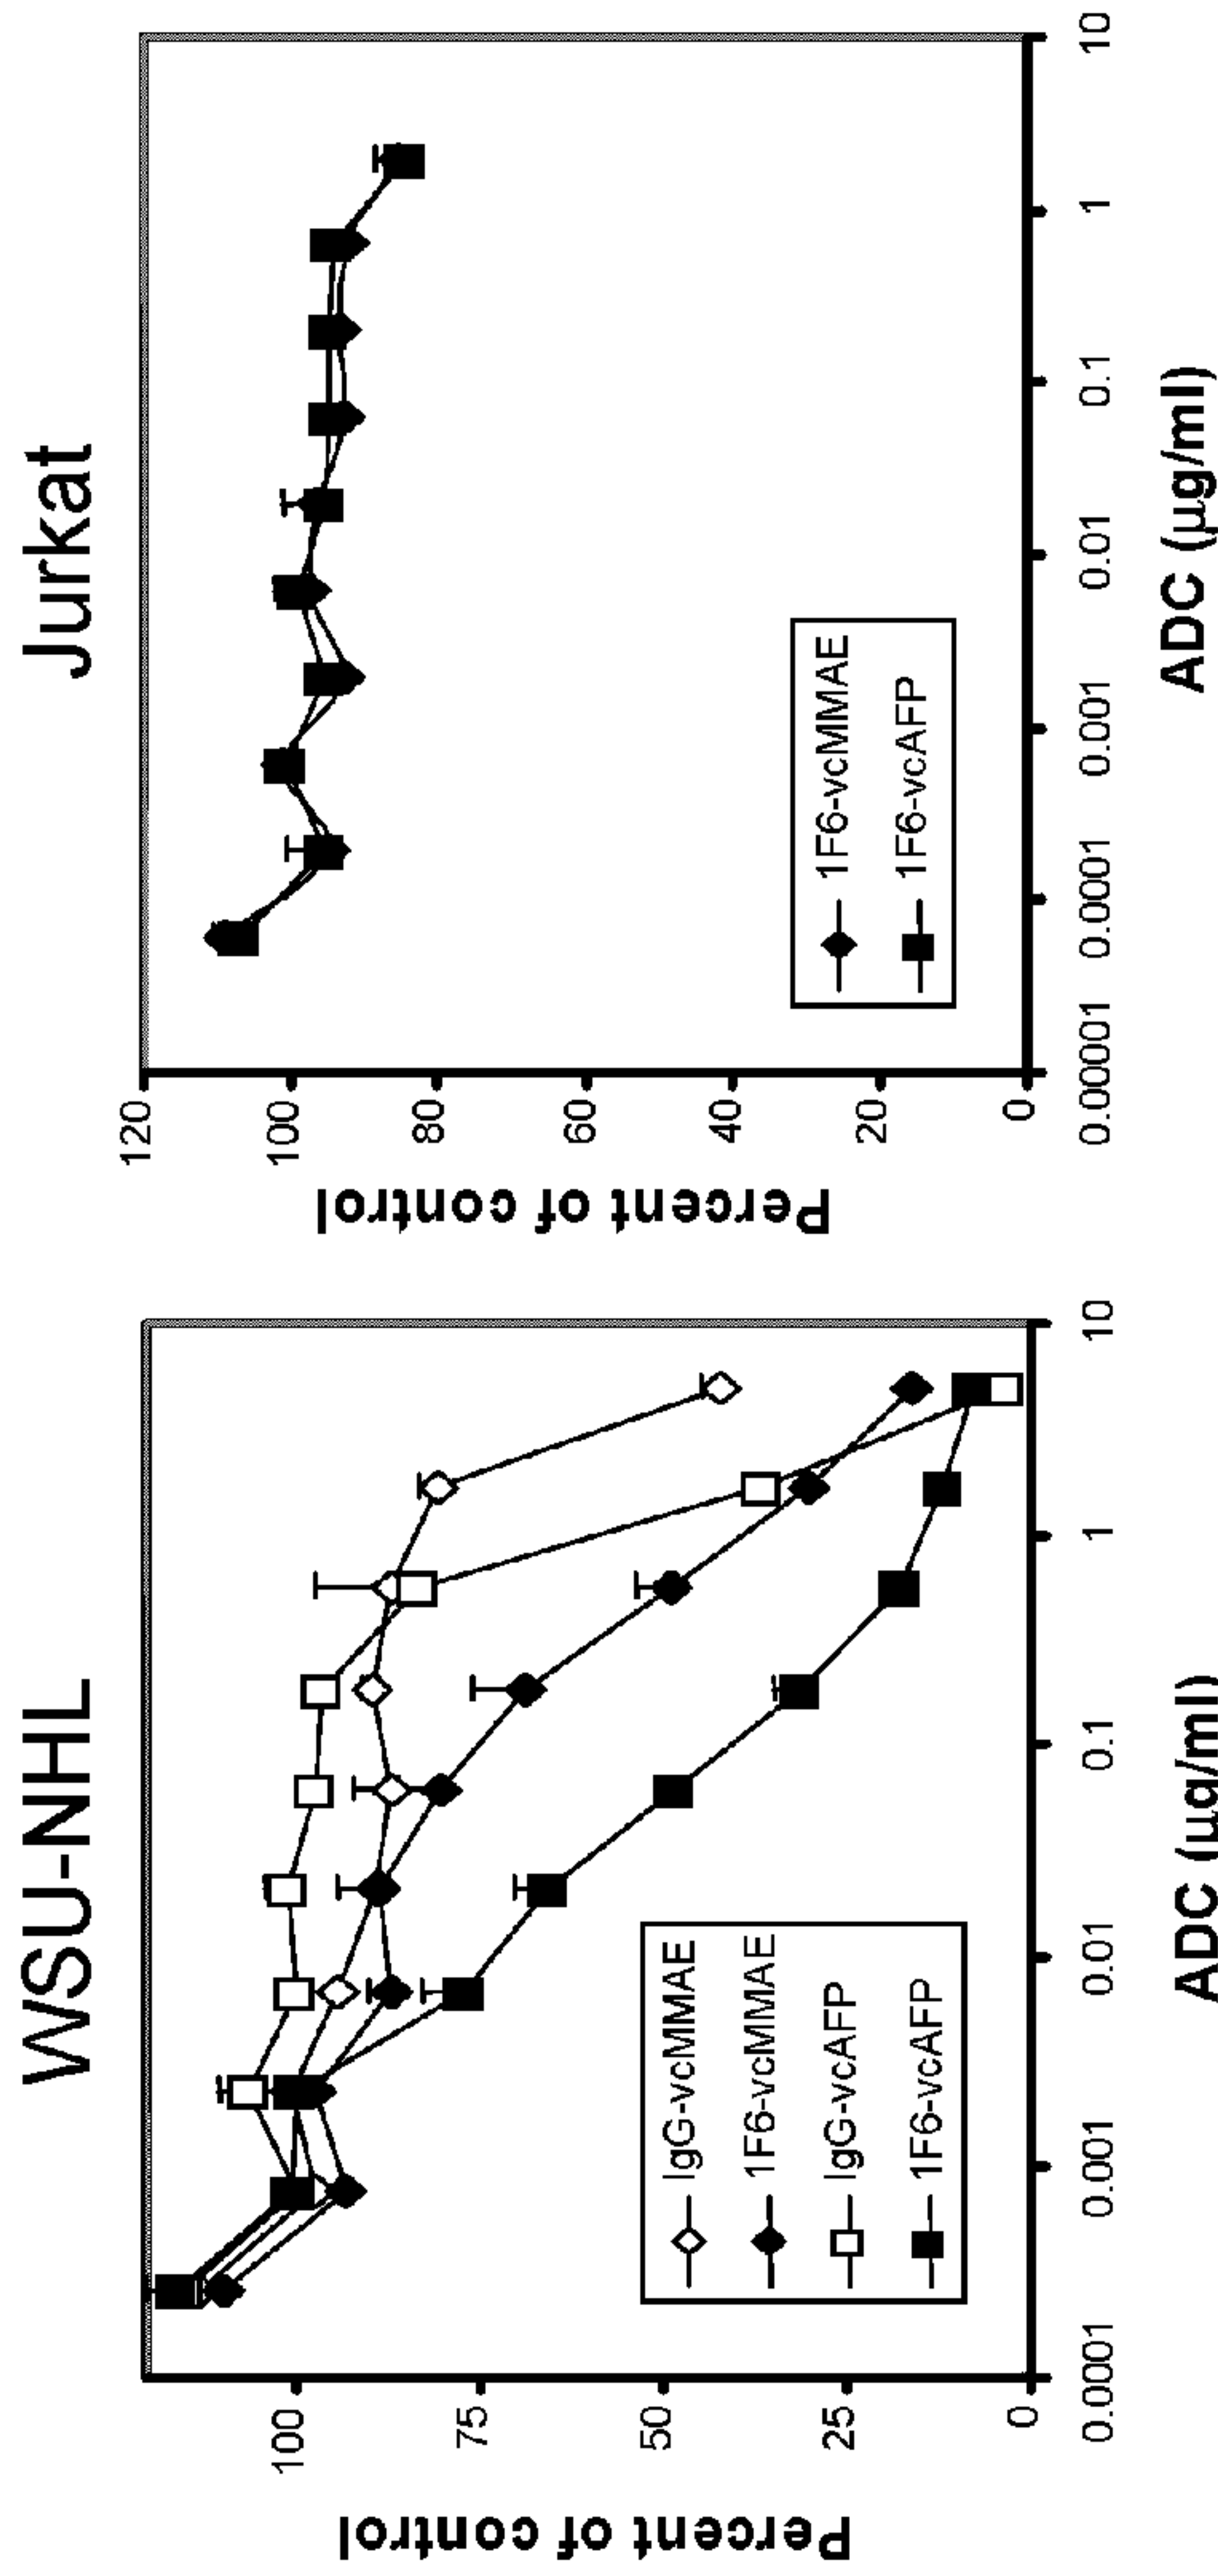 WSU-NHL
Percent of control
100
75
50
25
0
IgG-vcMMAE
1F6-vcMMAE
IgG-vcAFP
1F6-vcAFP
0.0001
0.001
0.01
0.1
1
10
ADC (µg/ml)
Jurkat
Percent of control
120
100
80
60
40
20
0
1F6-vcMMAE
1F6-vcAFP
0.00001
0.0001
0.001
0.01
0.1
1
10
ADC (µg/ml)